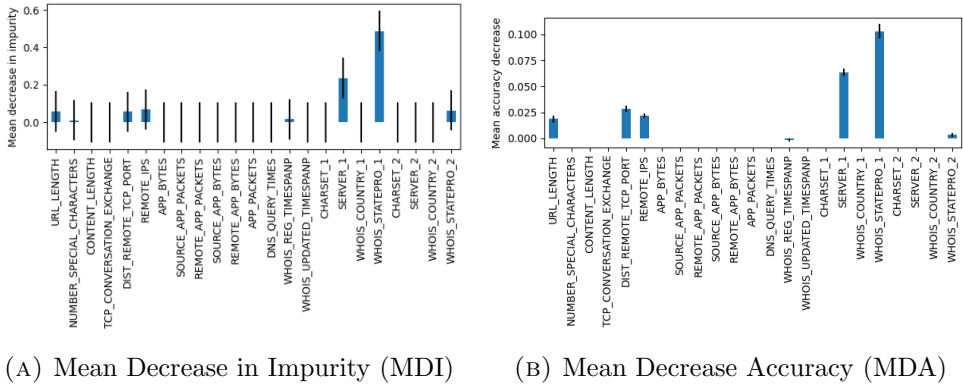 Mean decrease in impurity
0.6
0.4
0.2
0.0
URL_LENGTH
NUMBER_SPECIAL_CHARACTERS
CONTENT_LENGTH
TCP_CONVERSATION_EXCHANGE
DIST_REMOTE_TCP_PORT
REMOTE_IPS
APP_BYTES
SOURCE_APP_PACKETS
REMOTE_APP_PACKETS
SOURCE_APP_BYTES
REMOTE_APP_BYTES
APP_PACKETS
DNS_QUERY_TIMES
WHOIS_REG_TIMESPANP
WHOIS_UPDATED_TIMESPANP
CHARSET_1
SERVER_1
WHOIS_COUNTRY_1
WHOIS_STATEPRO_1
CHARSET_2
SERVER_2
WHOIS_COUNTRY_2
WHOIS_STATEPRO_2
(A) Mean Decrease in Impurity (MDI)
Mean accuracy decrease
0.100
0.075
0.050
0.025
0.000
URL_LENGTH
NUMBER_SPECIAL_CHARACTERS
CONTENT_LENGTH
TCP_CONVERSATION_EXCHANGE
DIST_REMOTE_TCP_PORT
REMOTE_IPS
APP_BYTES
SOURCE_APP_PACKETS
REMOTE_APP_PACKETS
SOURCE_APP_BYTES
REMOTE_APP_BYTES
APP_PACKETS
DNS_QUERY_TIMES
WHOIS_REG_TIMESPANP
WHOIS_UPDATED_TIMESPANP
CHARSET_1
SERVER_1
WHOIS_COUNTRY_1
WHOIS_STATEPRO_1
CHARSET_2
SERVER_2
WHOIS_COUNTRY_2
WHOIS_STATEPRO_2
(B) Mean Decrease Accuracy (MDA)